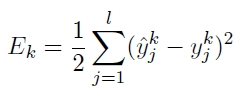 E_k = \frac{1}{2} \sum_{j=1}^{l} (\hat{y}_j^k - y_j^k)^2